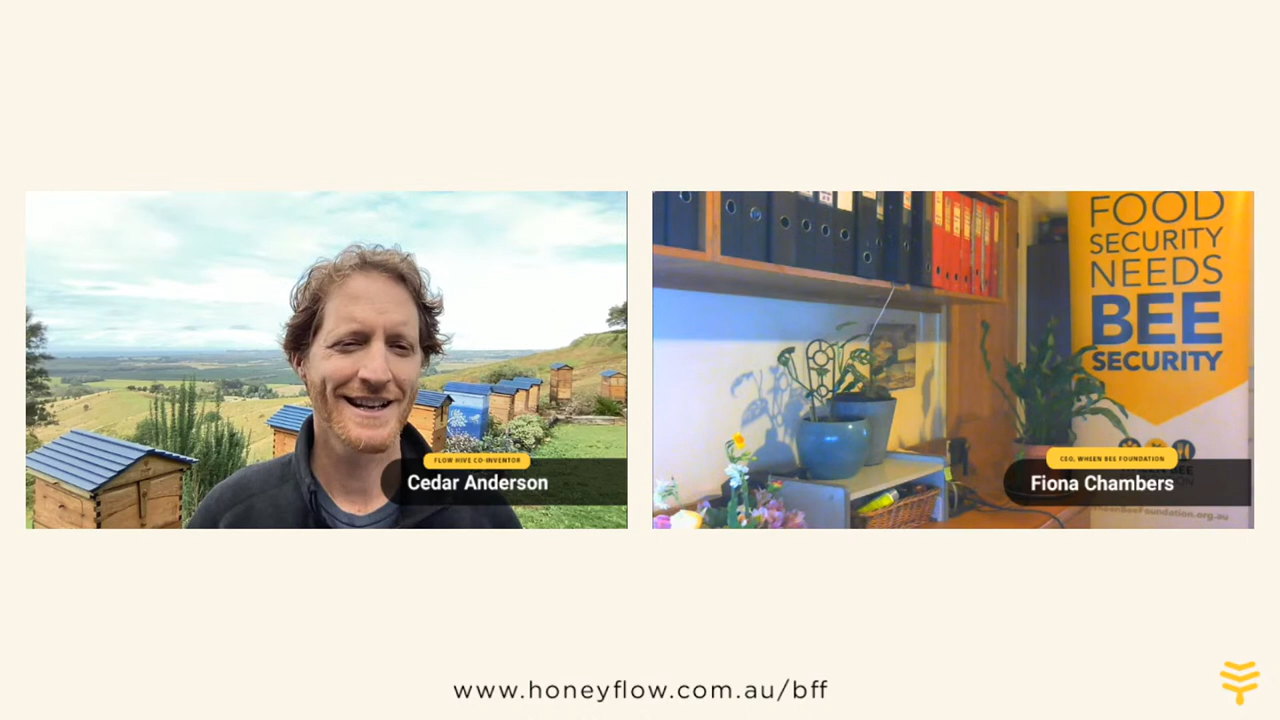 FLOW HIVE CO-INVENTOR
Cedar Anderson
FOOD
SECURITY
NEEDS
BEE
SECURITY
CEO, WHEEN BEE FOUNDATION
Fiona Chambers
www.honeyflow.com.au/bff